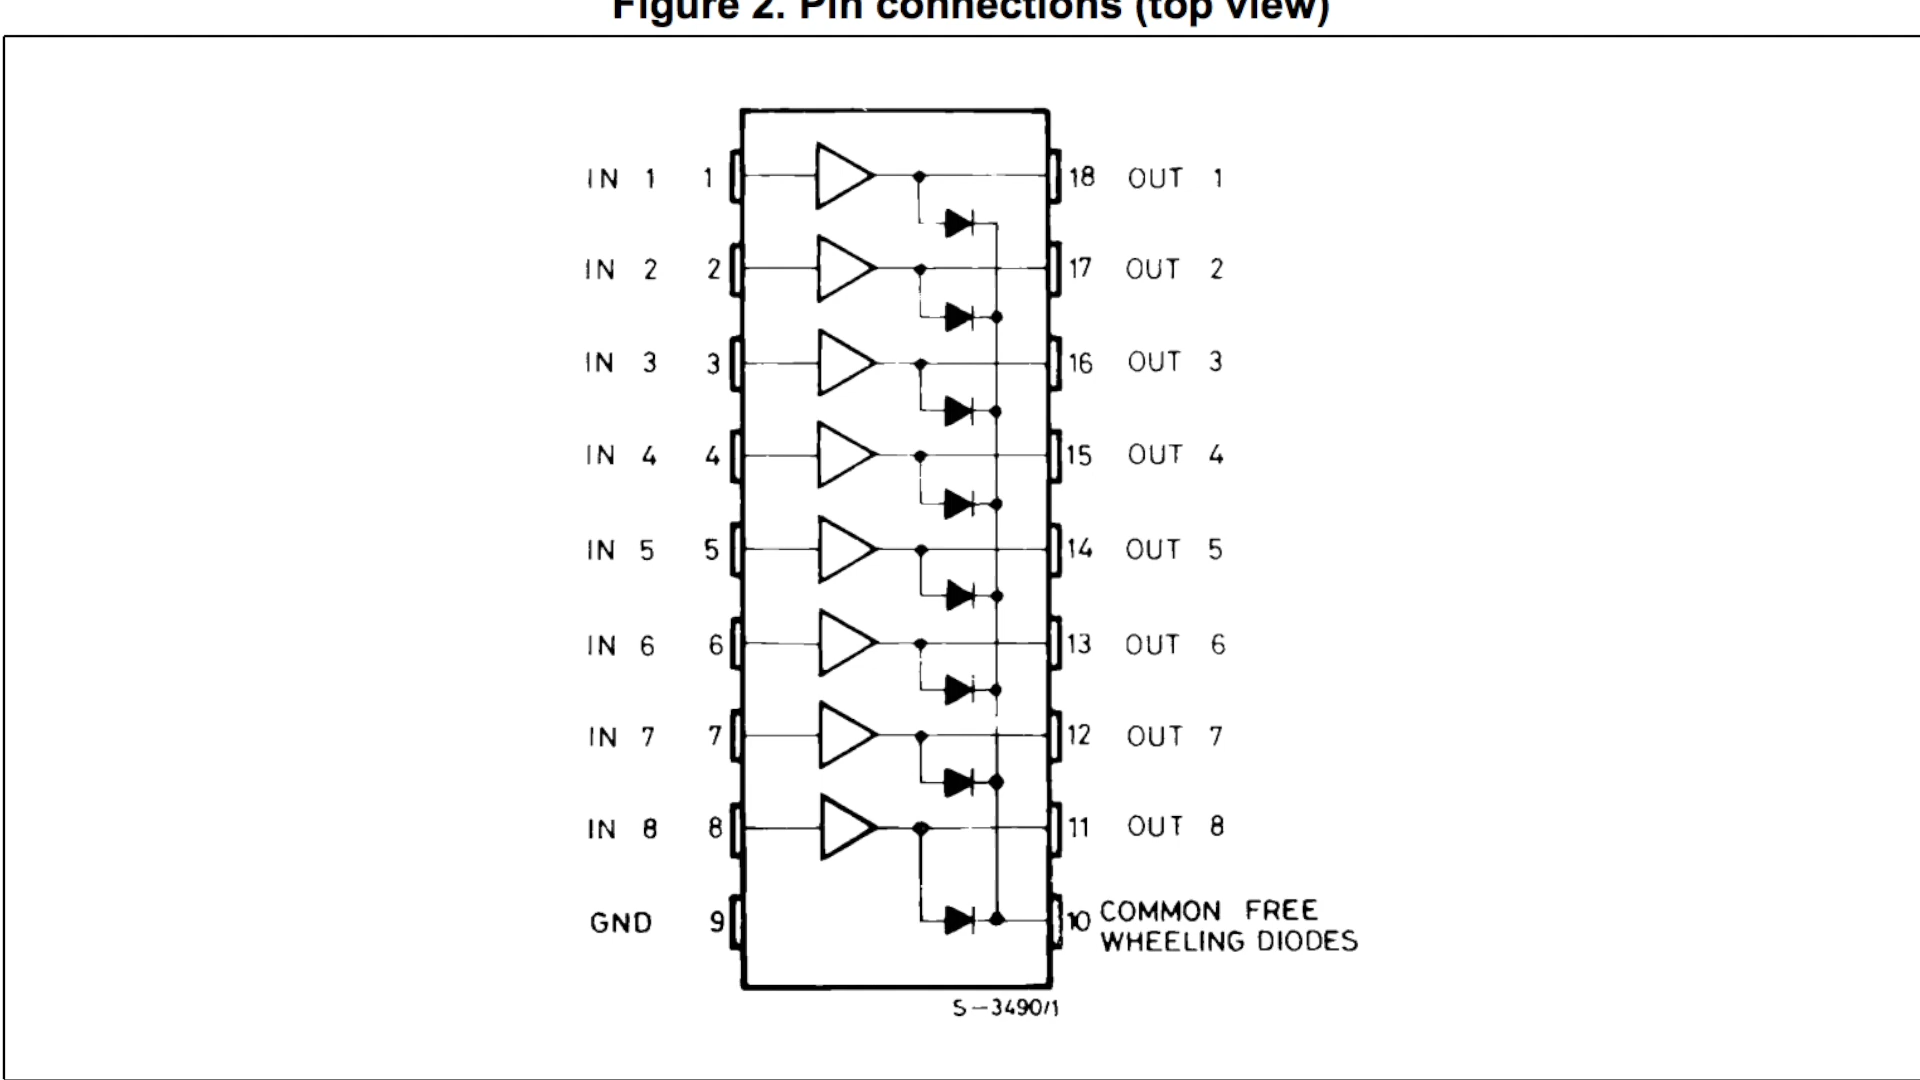 Figure 2. Pin connections (top view)
IN 1 1 18 OUT 1
IN 2 2 17 OUT 2
IN 3 3 16 OUT 3
IN 4 4 15 OUT 4
IN 5 5 14 OUT 5
IN 6 6 13 OUT 6
IN 7 7 12 OUT 7
IN 8 8 11 OUT 8
GND 9 10 COMMON FREE
WHEELING DIODES
S-3490/1